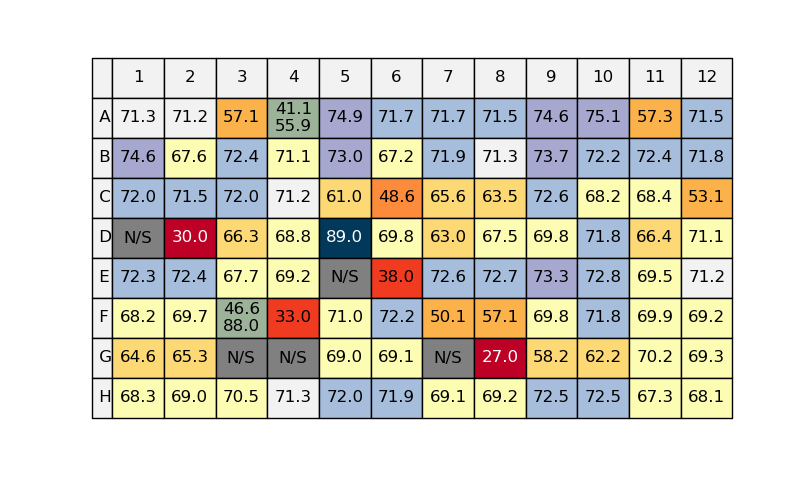 1 2 3 4 5 6 7 8 9 10 11 12
A 71.3 71.2 57.1 41.1 55.9 74.9 71.7 71.7 71.5 74.6 75.1 57.3 71.5
B 74.6 67.6 72.4 71.1 73.0 67.2 71.9 71.3 73.7 72.2 72.4 71.8
C 72.0 71.5 72.0 71.2 61.0 48.6 65.6 63.5 72.6 68.2 68.4 53.1
D N/S 30.0 66.3 68.8 89.0 69.8 63.0 67.5 69.8 71.8 66.4 71.1
E 72.3 72.4 67.7 69.2 N/S 38.0 72.6 72.7 73.3 72.8 69.5 71.2
F 68.2 69.7 46.6 88.0 33.0 71.0 72.2 50.1 57.1 69.8 71.8 69.9 69.2
G 64.6 65.3 N/S N/S 69.0 69.1 N/S 27.0 58.2 62.2 70.2 69.3
H 68.3 69.0 70.5 71.3 72.0 71.9 69.1 69.2 72.5 72.5 67.3 68.1